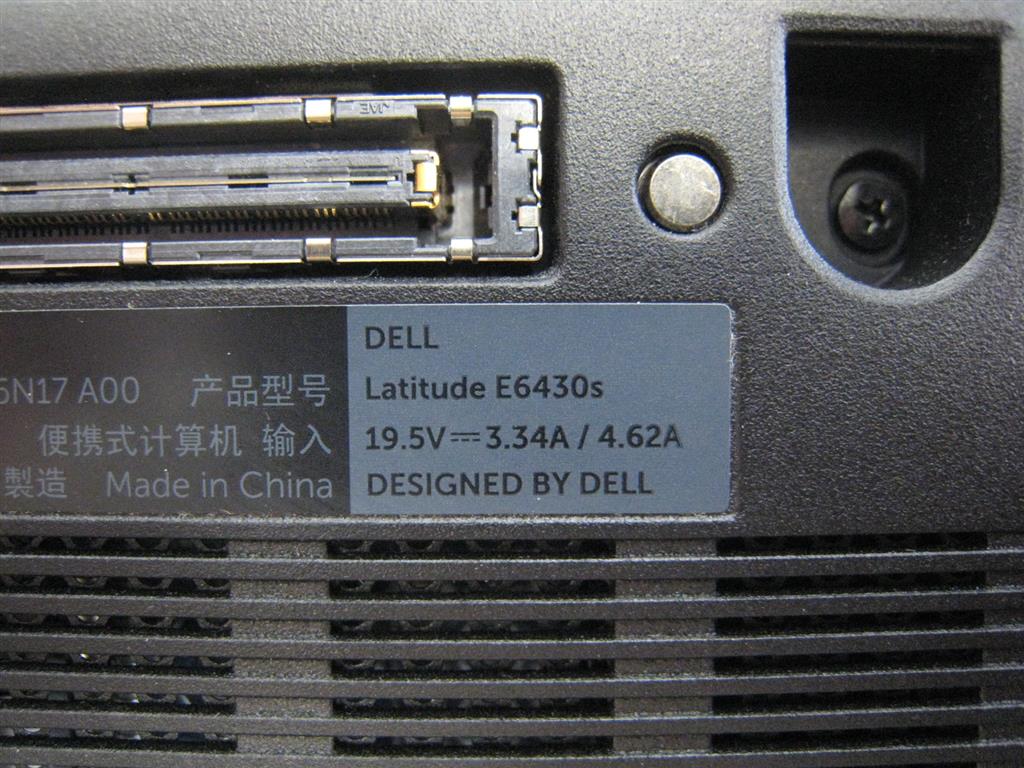 JAE
DELL
5N17 A00 产品型号 Latitude E6430s
便携式计算机 输入 19.5V⎓3.34A / 4.62A
製造 Made in China DESIGNED BY DELL